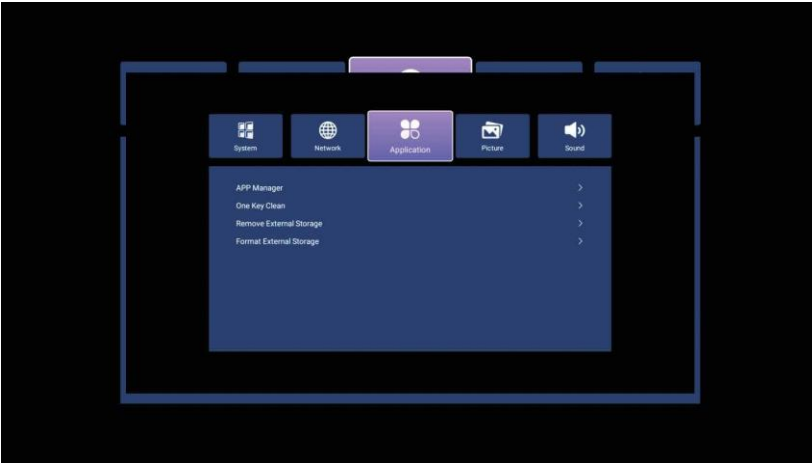 System
Network
Application
Picture
Sound
APP Manager
One Key Clean
Remove External Storage
Format External Storage